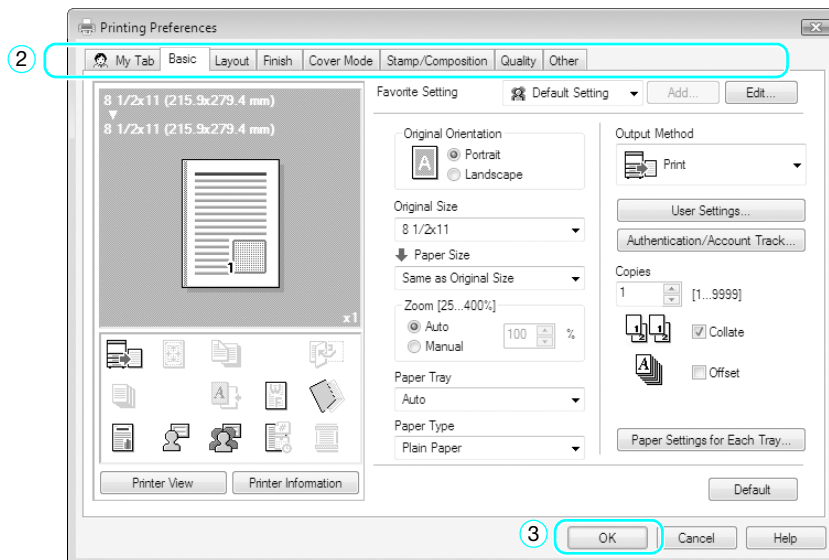 Printing Preferences
2
My Tab Basic Layout Finish Cover Mode Stamp/Composition Quality Other
8 1/2x11 (215.9x279.4 mm)
8 1/2x11 (215.9x279.4 mm)
1
x1
Printer View Printer Information
Favorite Setting Default Setting Add... Edit...
Original Orientation
A
Portrait
Landscape
Original Size
8 1/2x11
Paper Size
Same as Original Size
Zoom [25...400%]
Auto
Manual
100 %
Paper Tray
Auto
Paper Type
Plain Paper
Output Method
Print
User Settings...
Authentication/Account Track...
Copies
1 [1...9999]
Collate
Offset
Paper Settings for Each Tray...
Default
3
OK Cancel Help